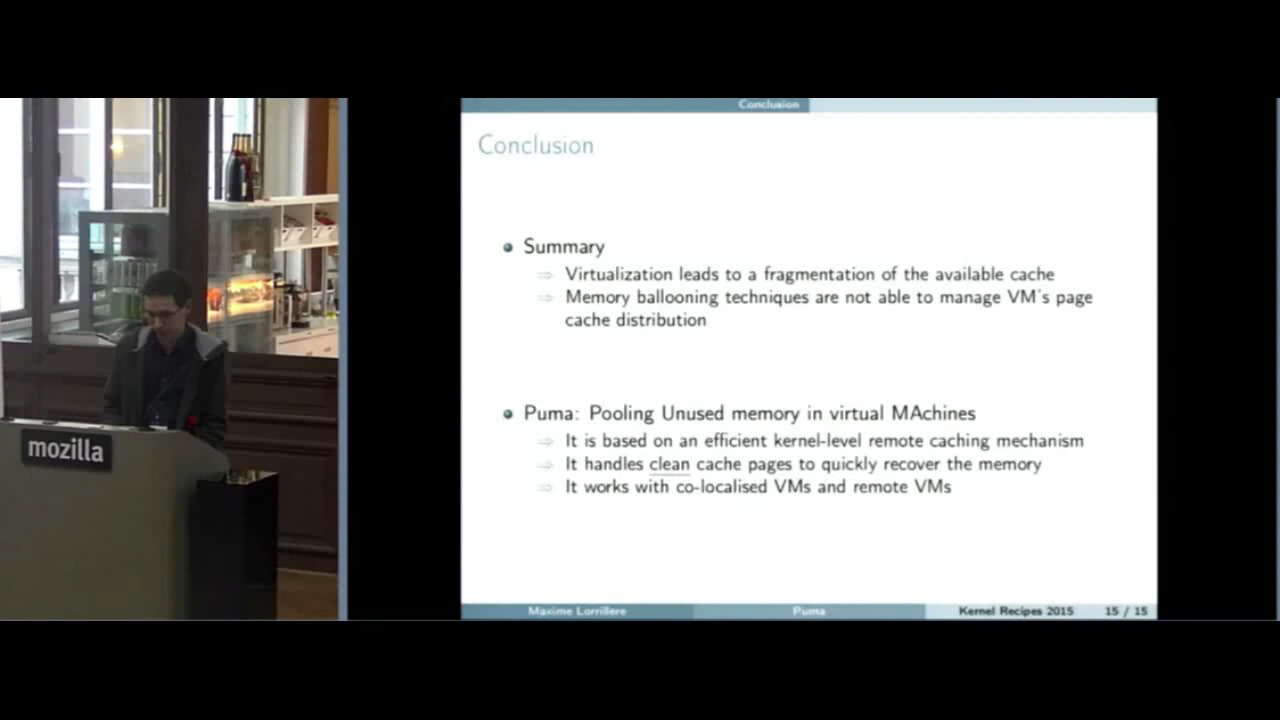 Conclusion
Conclusion
Summary
Virtualization leads to a fragmentation of the available cache
Memory ballooning techniques are not able to manage VM's page
cache distribution
Puma: Pooling Unused memory in virtual MAchines
It is based on an efficient kernel-level remote caching mechanism
It handles clean cache pages to quickly recover the memory
It works with co-localised VMs and remote VMs
Maxime Lorrillere Puma Kernel Recipes 2015 15 / 15
mozilla